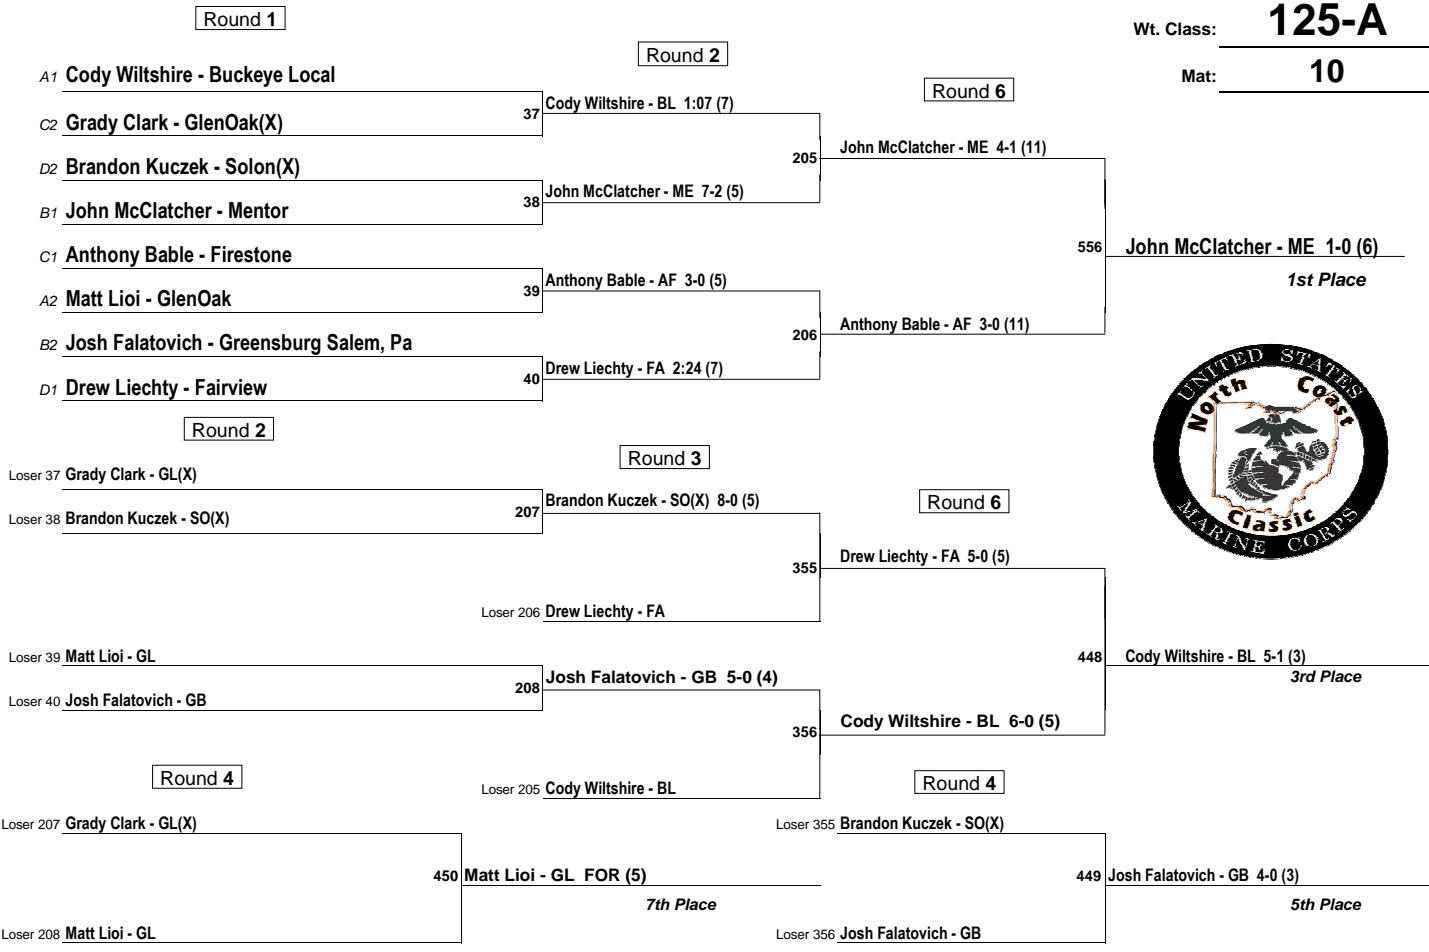 Wt. Class: 125-A
Mat: 10
Round 1
Round 2
Round 6
A1 Cody Wiltshire - Buckeye Local
C2 Grady Clark - GlenOak(X)
37 Cody Wiltshire - BL 1:07 (7)
D2 Brandon Kuczek - Solon(X)
B1 John McClatcher - Mentor
38 John McClatcher - ME 7-2 (5)
205 John McClatcher - ME 4-1 (11)
C1 Anthony Bable - Firestone
A2 Matt Lioi - GlenOak
39 Anthony Bable - AF 3-0 (5)
B2 Josh Falatovich - Greensburg Salem, Pa
D1 Drew Liechty - Fairview
40 Drew Liechty - FA 2:24 (7)
206 Anthony Bable - AF 3-0 (11)
556 John McClatcher - ME 1-0 (6)
1st Place
UNITED STATES
North Coast
Classic
MARINE CORPS
Round 2
Round 3
Round 6
Loser 37 Grady Clark - GL(X)
Loser 38 Brandon Kuczek - SO(X)
207 Brandon Kuczek - SO(X) 8-0 (5)
Loser 206 Drew Liechty - FA
355 Drew Liechty - FA 5-0 (5)
Loser 39 Matt Lioi - GL
Loser 40 Josh Falatovich - GB
208 Josh Falatovich - GB 5-0 (4)
Loser 205 Cody Wiltshire - BL
356 Cody Wiltshire - BL 6-0 (5)
448 Cody Wiltshire - BL 5-1 (3)
3rd Place
Round 4
Loser 207 Grady Clark - GL(X)
Loser 208 Matt Lioi - GL
450 Matt Lioi - GL FOR (5)
7th Place
Round 4
Loser 355 Brandon Kuczek - SO(X)
Loser 356 Josh Falatovich - GB
449 Josh Falatovich - GB 4-0 (3)
5th Place